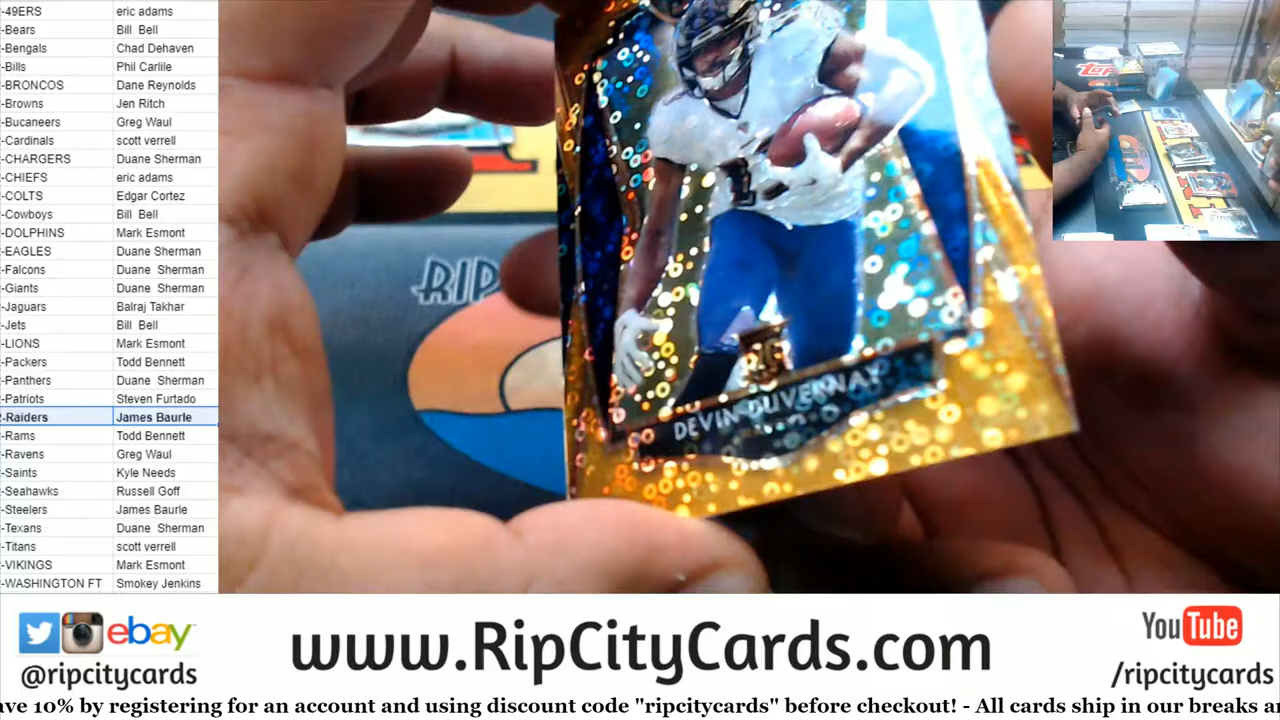 2-49ERS eric adams
-Bears Bill Bell
-Bengals Chad Dehaven
-Bills Phil Carlile
-BRONCOS Dane Reynolds
-Browns Jen Ritch
-Bucaneers Greg Waul
-Cardinals scott verrell
-CHARGERS Duane Sherman
-CHIEFS eric adams
-COLTS Edgar Cortez
-Cowboys Bill Bell
-DOLPHINS Mark Esmont
-EAGLES Duane Sherman
-Falcons Duane Sherman
-Giants Duane Sherman
-Jaguars Balraj Takhar
-Jets Bill Bell
-LIONS Mark Esmont
-Packers Todd Bennett
-Panthers Duane Sherman
-Patriots Steven Furtado
-Raiders James Baurle
-Rams Todd Bennett
-Ravens Greg Waul
-Saints Kyle Needs
-Seahawks Russell Goff
-Steelers James Baurle
-Texans Duane Sherman
-Titans scott verrell
-VIKINGS Mark Esmont
-WASHINGTON FT Smokey Jenkins
RIP
DEVIN DUVERNAY
ebay
@ripcitycards
www.RipCityCards.com
YouTube
/ripcitycards
ave 10% by registering for an account and using discount code "ripcitycards" before checkout! - All cards ship in our breaks an